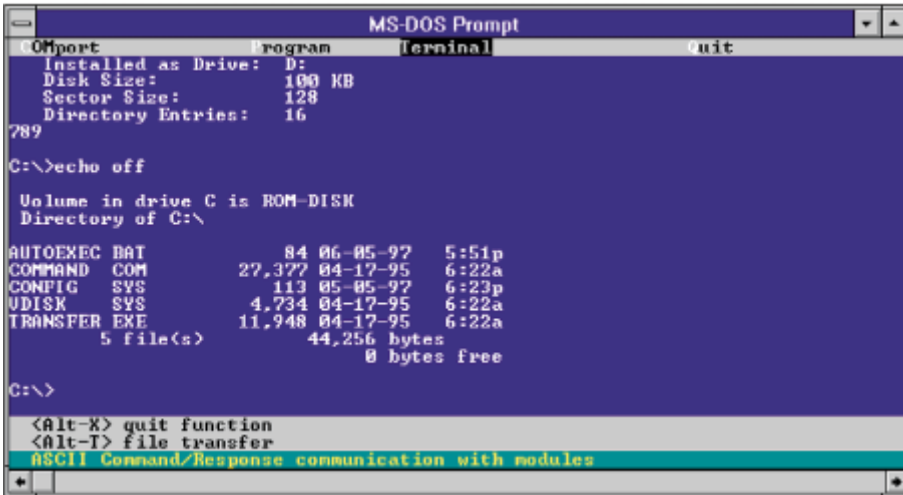 MS-DOS Prompt
COMport Program Terminal Quit
Installed as Drive: D:
Disk Size: 100 KB
Sector Size: 128
Directory Entries: 16
789
C:\>echo off
Volume in drive C is ROM-DISK
Directory of C:\
AUTOEXEC BAT 84 06-05-97 5:51p
COMMAND COM 27,377 04-17-95 6:22a
CONFIG SYS 113 05-05-97 6:23p
VDISK SYS 4,734 04-17-95 6:22a
TRANSFER EXE 11,948 04-17-95 6:22a
5 file(s) 44,256 bytes
0 bytes free
C:\>
<Alt-X> quit function
<Alt-T> file transfer
ASCII Command/Response communication with modules